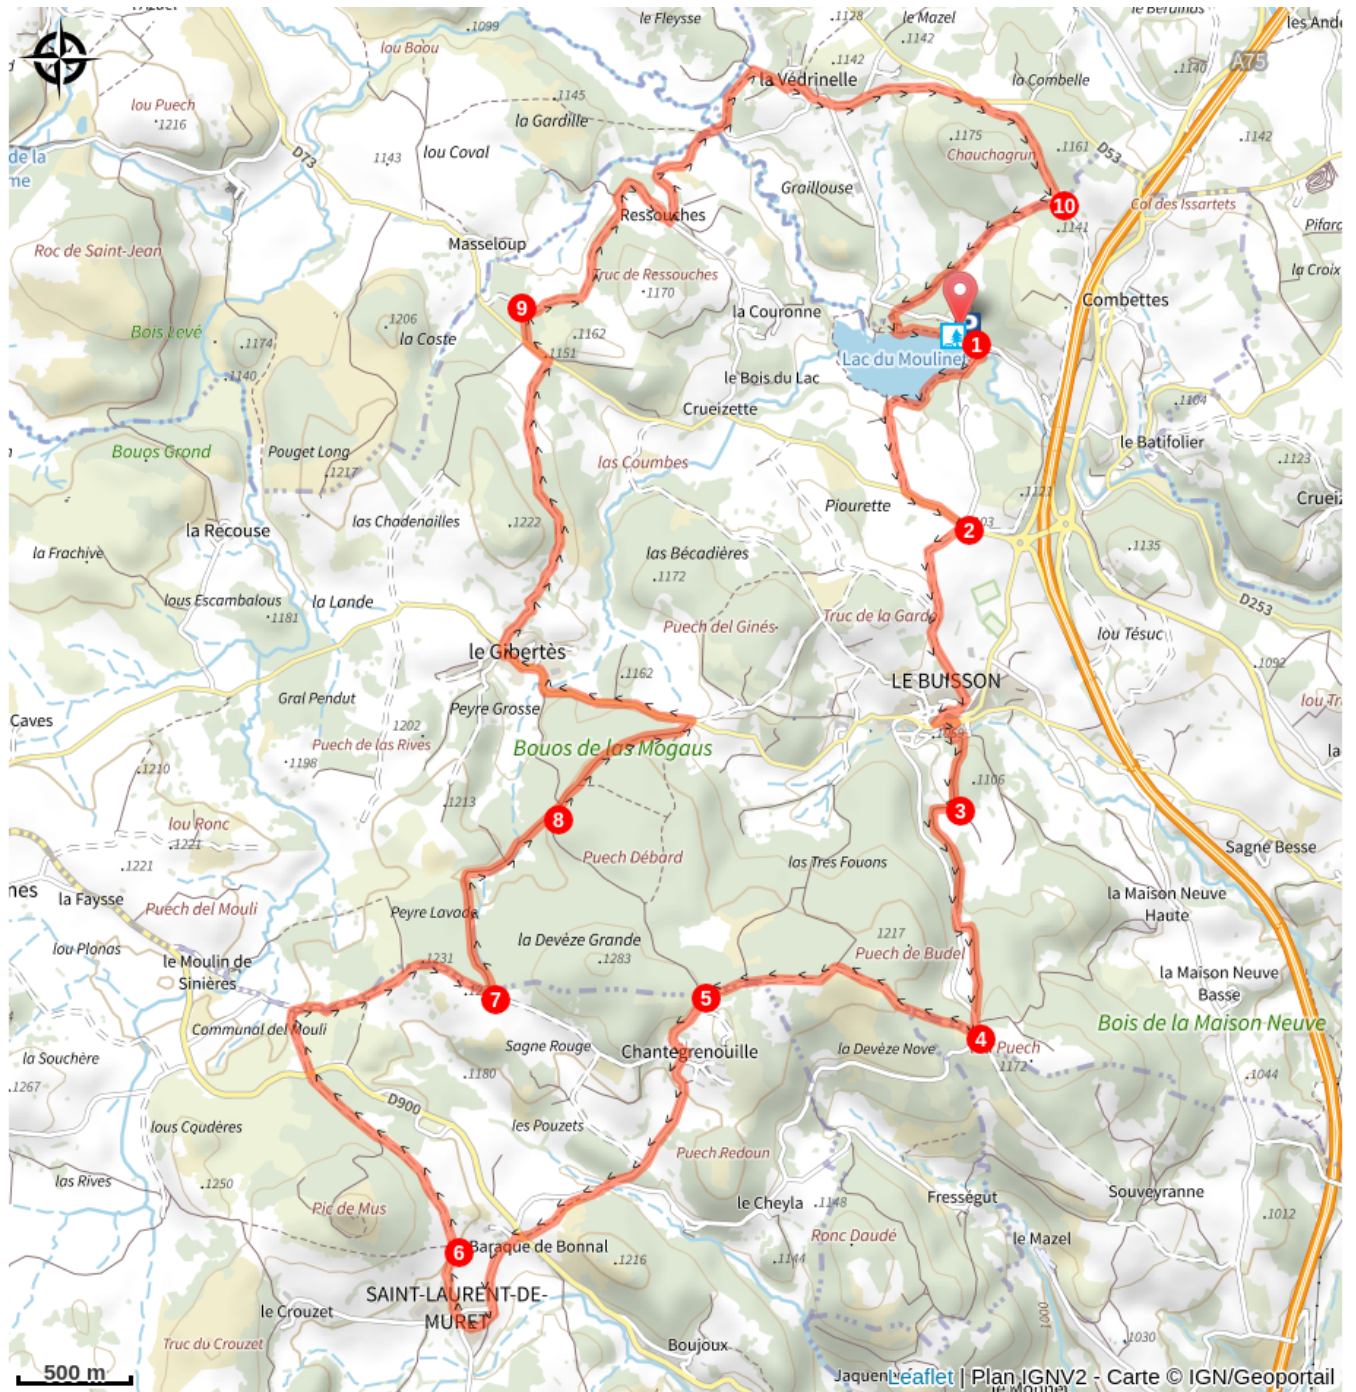 le Fleysse
le Mazel
.1128
.1142
.1099
lou Baou
les And
A75
.1142
.1140
la Védrinelle
la Combelle
lou Puech
.1216
.1145
la Gardille
.1142
de la
me
D73
1143
lou Coval
.1175
Chauchagrun
.1161
D53
Graillouse
10
Col des Issartets
Ressouches
.1141
Pifarc
Roc de Saint-Jean
Masseloup
la Croix
Truc de Ressouches
.1170
Combettes
9
la Couronne
.1206
Bois Levé
la Coste
.1162
.1174
1
.1151
Lac du Mouline
.1140
le Bois du Lac
Crueizette
.1104
Bouos Grond
Pouget Long
le Batifolier
.1123
.1217
las Coumbes
.1121
Cruei
Piourette
las Chadenailles
.1222
la Recouse
2
la Frachive
las Bécadières
.1135
.1172
lous Escambalous
la Lande
D253
.1181
Truc de la Garde
Puech del Ginés
lou Tésuc
le Gibertès
.1092
.1162
LE BUISSON
Gral Pendut
Peyre Grosse
lou Tr
Caves
.1202
Puech de las Rives
Bouos de las Mogaus
la
.1210
.1198
.1106
.1213
3
lou Ronc
8
.1221
Sagne Besse
.1221
Puech Débard
las Tres Fouons
nes
la Faysse
la Maison Neuve
Haute
Puech del Mouli
Peyre Lavade
.1217
lou Plonas
la Devèze Grande
Puech de Budel
le Moulin de
Sinières
.1231
.1283
la Maison Neuve
Basse
7
5
Communal del Mouli
Bois de la Maison Neuve
4
Puech
Sagne Rouge
Chantegrenouille
la Devèze Nove
la Souchère
.1172
.1267
.1180
.1044
D900
lous Coudères
les Pouzets
Puech Redoun
las Rives
.1250
Souveyranne
Frességut
Pic de Mus
le Cheyla
.1148
.1012
Ronc Daudé
le Mazel
6
Baraque de Bonnal
.1216
.1144
SAINT-LAURENT-DE-
MURET
le Crouzet
1000
Truc du Crouzet
Boujoux
.1030
500 m
Leaflet | Plan IGNV2 - Carte © IGN/Geoportail